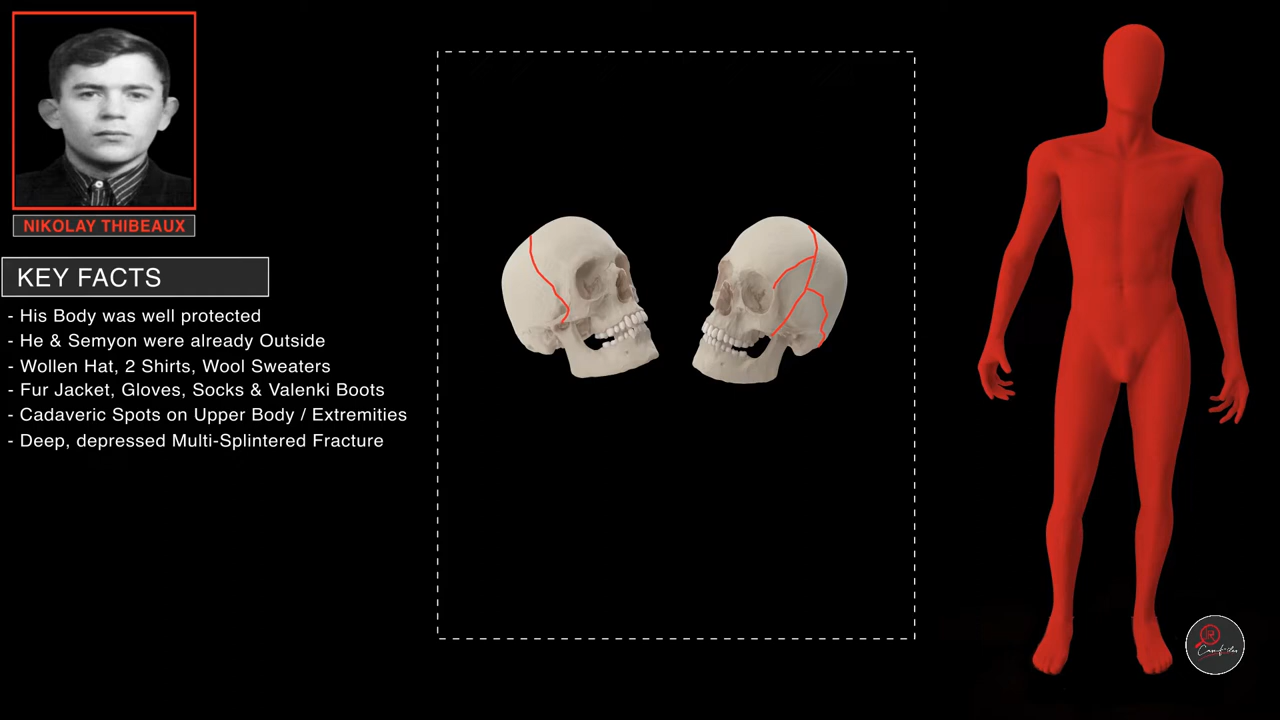 NIKOLAY THIBEAUX
KEY FACTS
- His Body was well protected
- He & Semyon were already Outside
- Wollen Hat, 2 Shirts, Wool Sweaters
- Fur Jacket, Gloves, Socks & Valenki Boots
- Cadaveric Spots on Upper Body / Extremities
- Deep, depressed Multi-Splintered Fracture